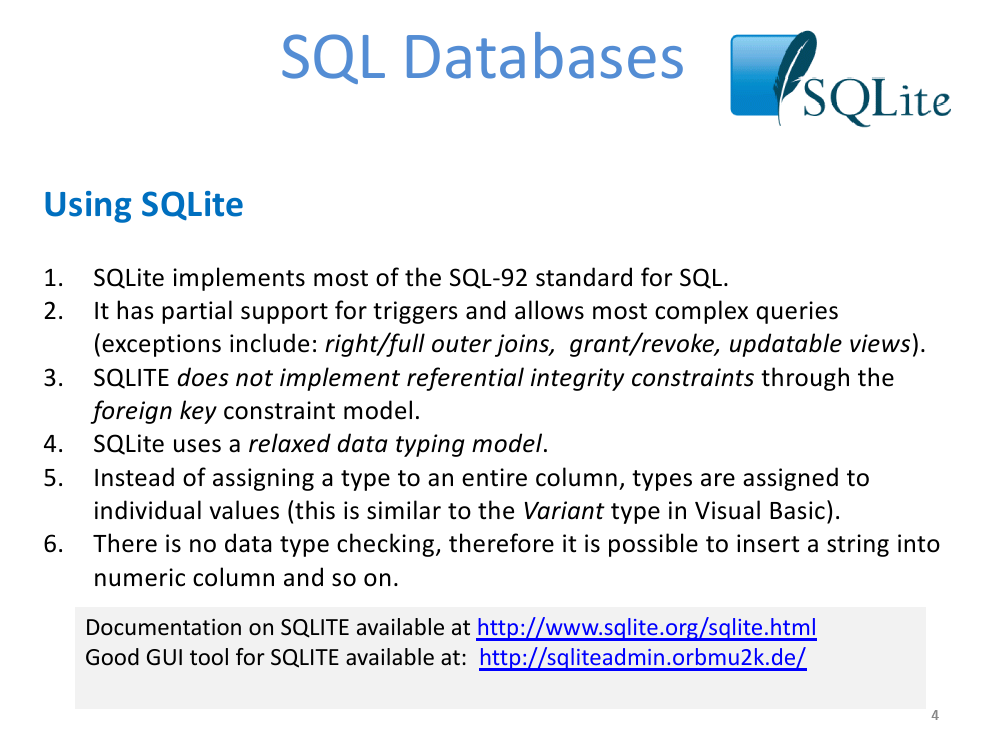 SQL Databases
SQLite
Using SQLite
1. SQLite implements most of the SQL-92 standard for SQL.
2. It has partial support for triggers and allows most complex queries
(exceptions include: right/full outer joins,  grant/revoke, updatable views).
3. SQLITE does not implement referential integrity constraints through the
foreign key constraint model.
4. SQLite uses a relaxed data typing model.
5. Instead of assigning a type to an entire column, types are assigned to
individual values (this is similar to the Variant type in Visual Basic).
6. There is no data type checking, therefore it is possible to insert a string into
numeric column and so on.
Documentation on SQLITE available at http://www.sqlite.org/sqlite.html
Good GUI tool for SQLITE available at:  http://sqliteadmin.orbmu2k.de/
4